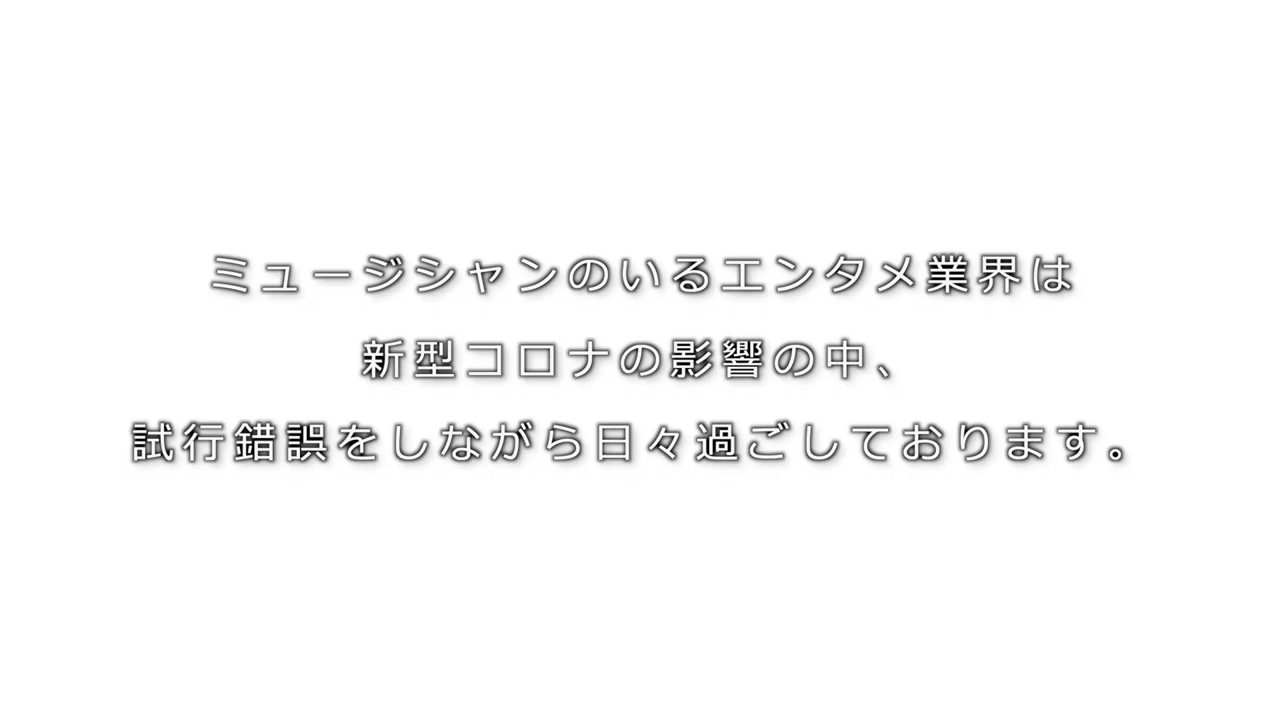 ミュージシャンのいるエンタメ業界は
新型コロナの影響の中、
試行錯誤をしながら日々過ごしております。